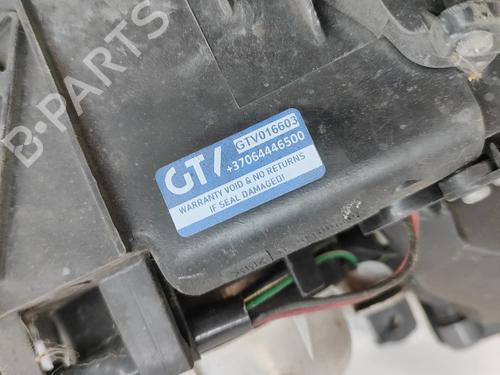 GT/
GTV016603
+37064446500
WARRANTY VOID & NO RETURNS
IF SEAL DAMAGED!
B-PARTS